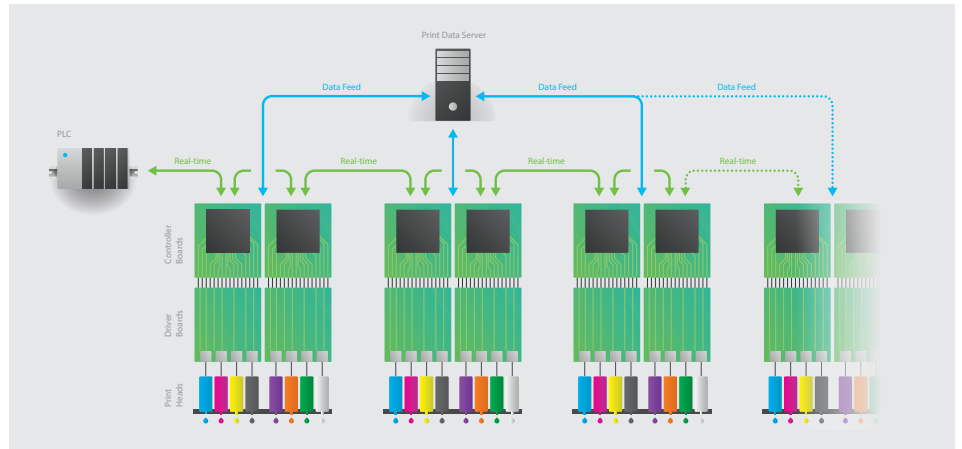 Print Data Server
Data Feed
Data Feed
Data Feed
PLC
Real-time
Real-time
Real-time
Real-time
Controller
Boards
Driver
Boards
Print
Heads